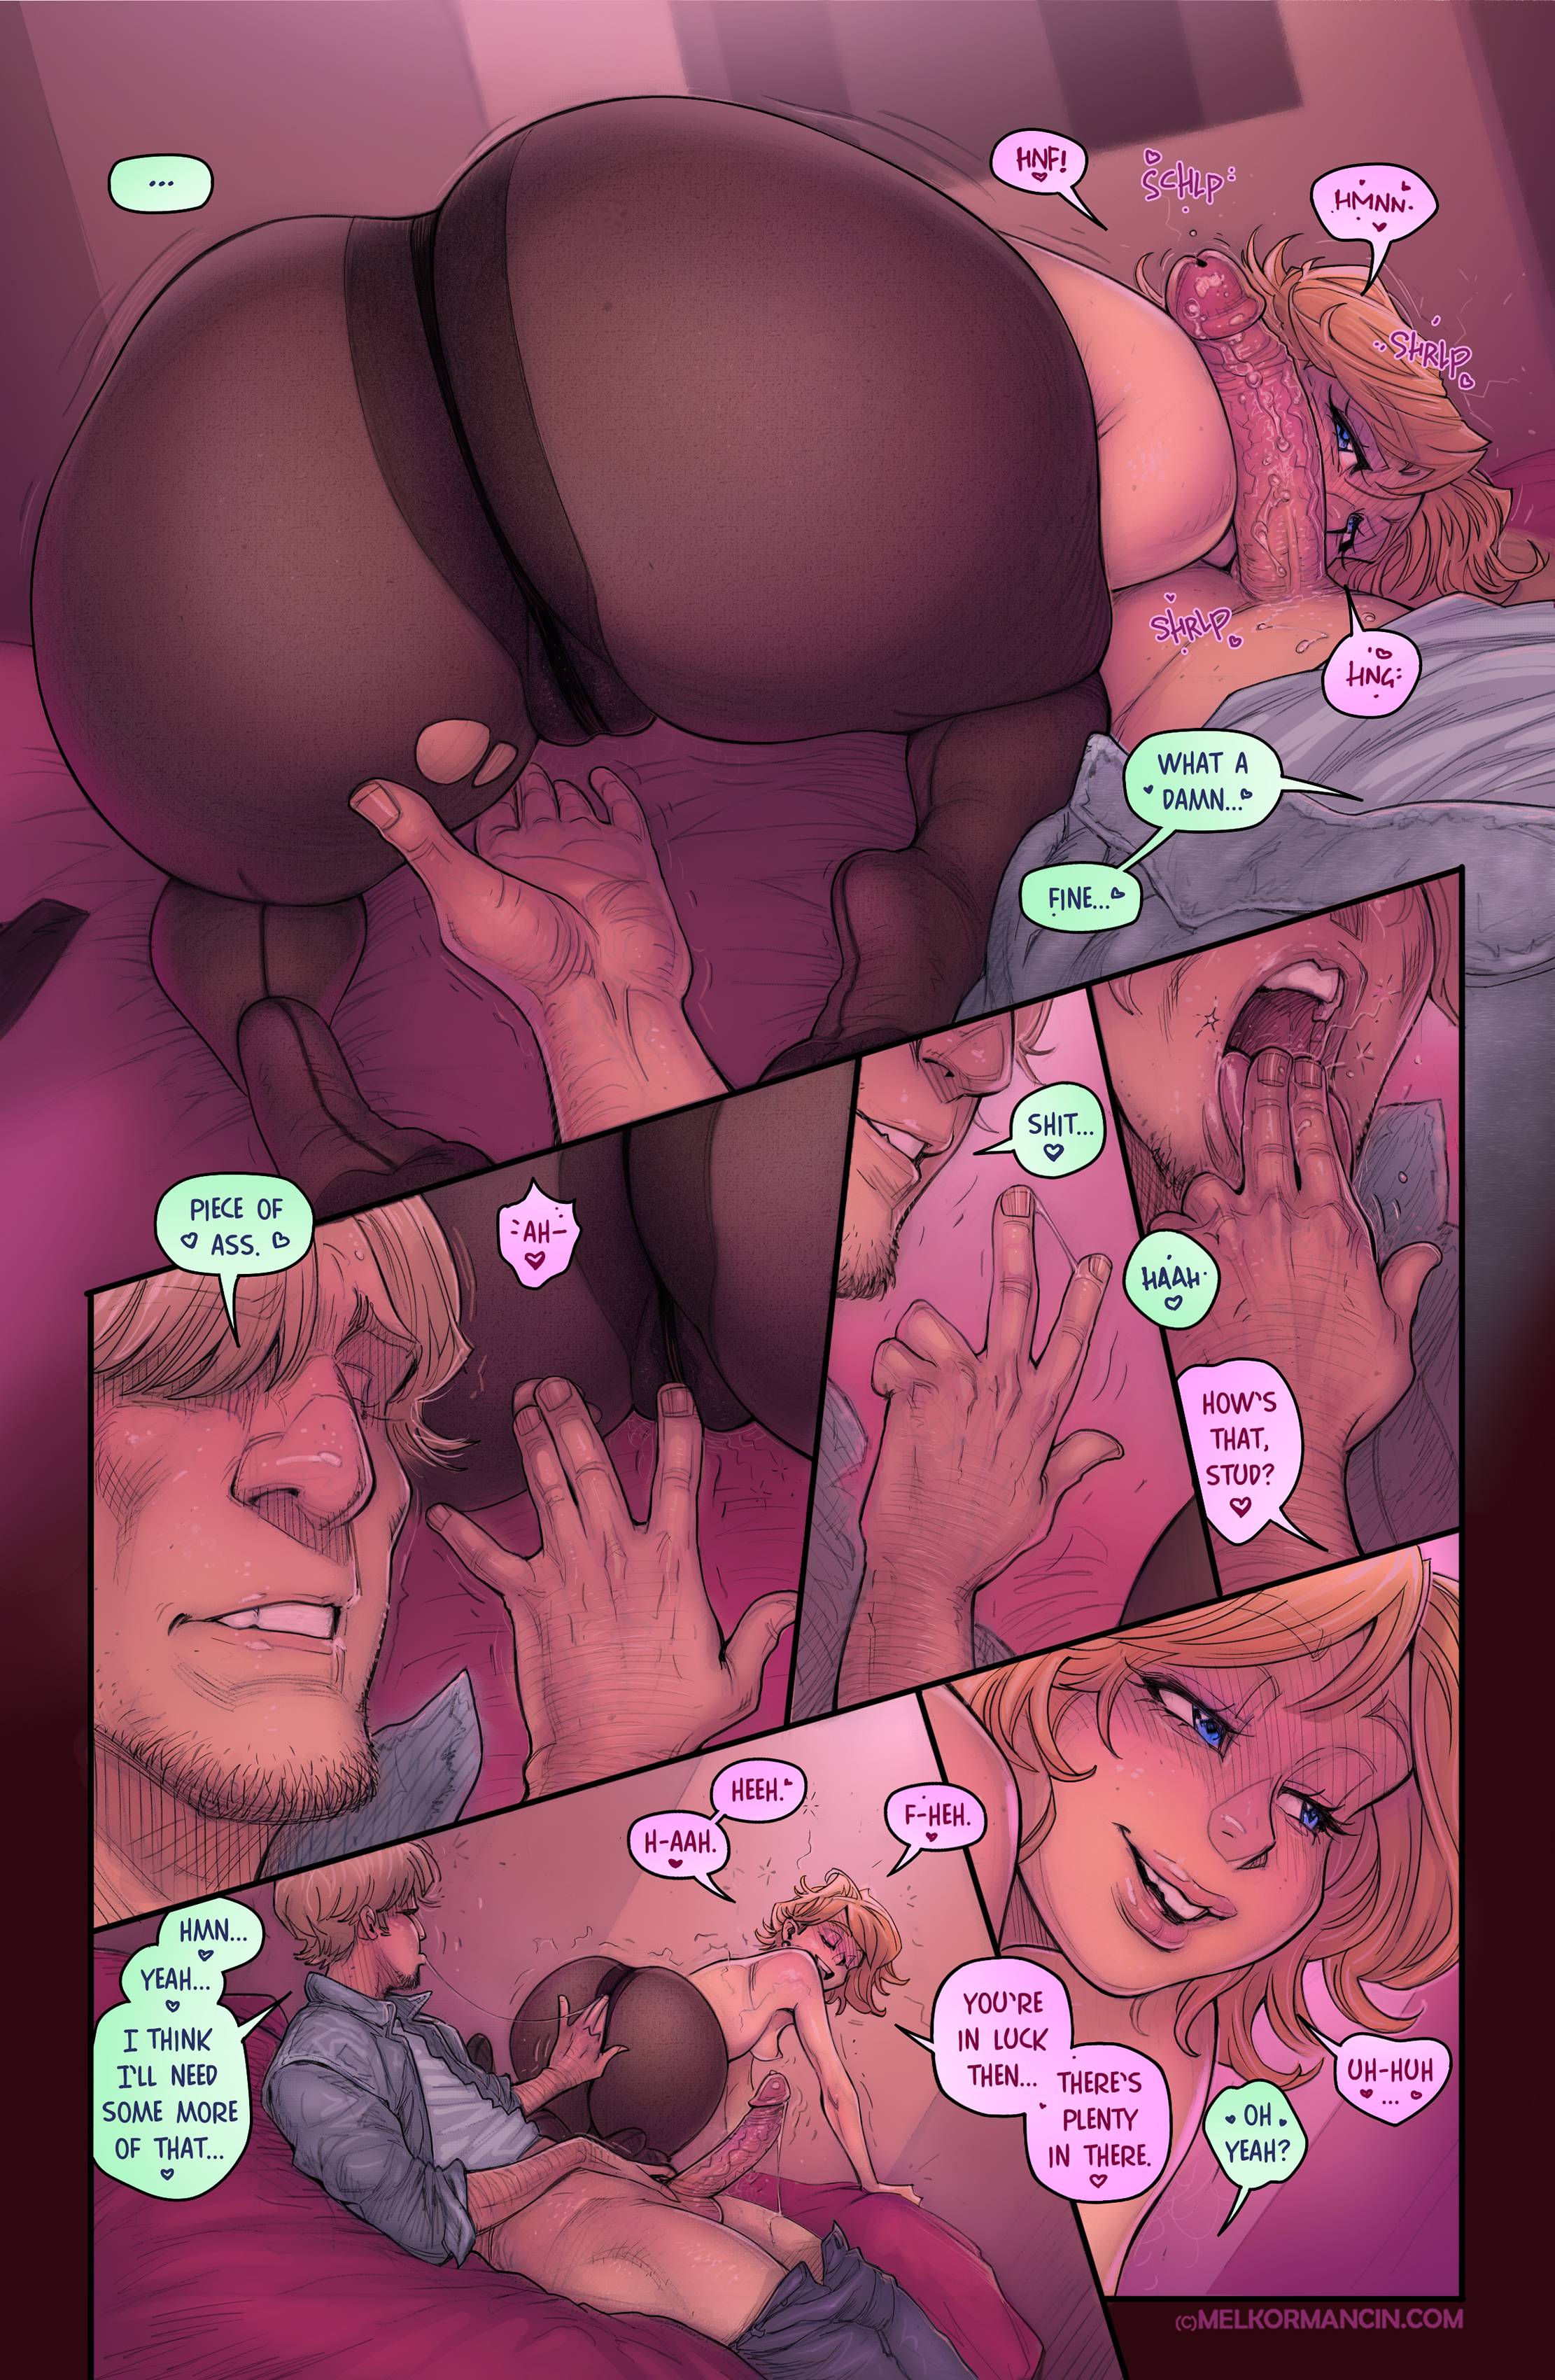 ...
HNF!
SCHLP
HMNN.
SHRLP
SHRLP
HNG
WHAT A
DAMN...
FINE...
PIECE OF
ASS.
AH-
SHIT...
HAAH
HOW'S
THAT,
STUD?
HEEH.
H-AAH.
F-HEH.
HMN...
YEAH...
I THINK
I'LL NEED
SOME MORE
OF THAT...
YOU'RE
IN LUCK
THEN...
THERE'S
PLENTY
IN THERE.
OH
YEAH?
UH-HUH
...
(C)MELKORMANCIN.COM